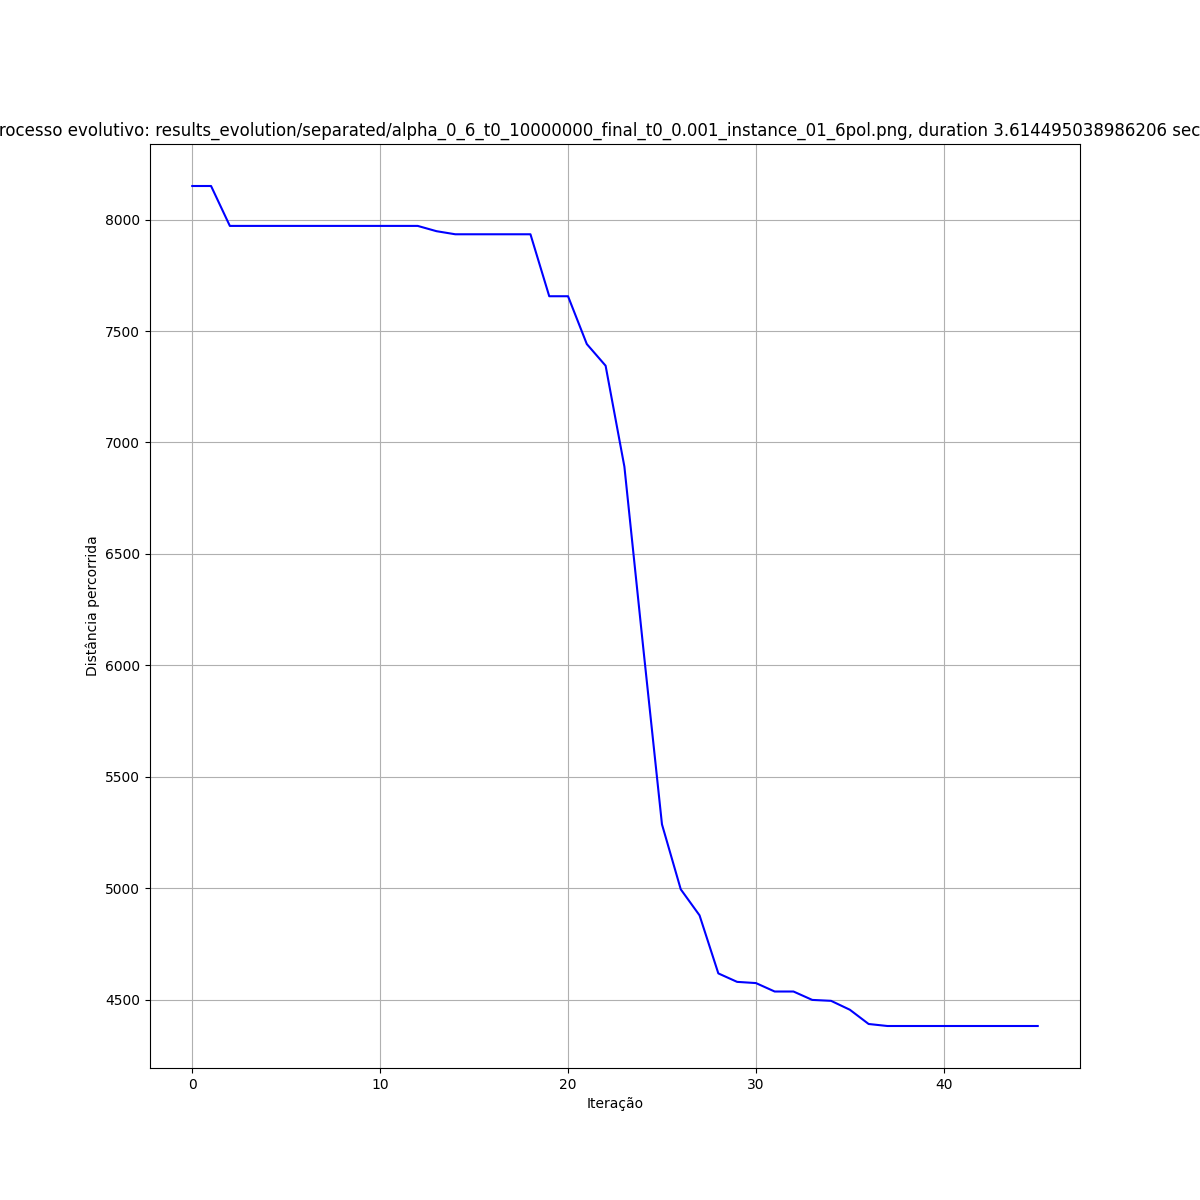 rocesso evolutivo: results_evolution/separated/alpha_0_6_t0_10000000_final_t0_0.001_instance_01_6pol.png, duration 3.614495038986206 sec
8000
7500
7000
6500
6000
5500
5000
4500
Distância percorrida
0 10 20 30 40
Iteração